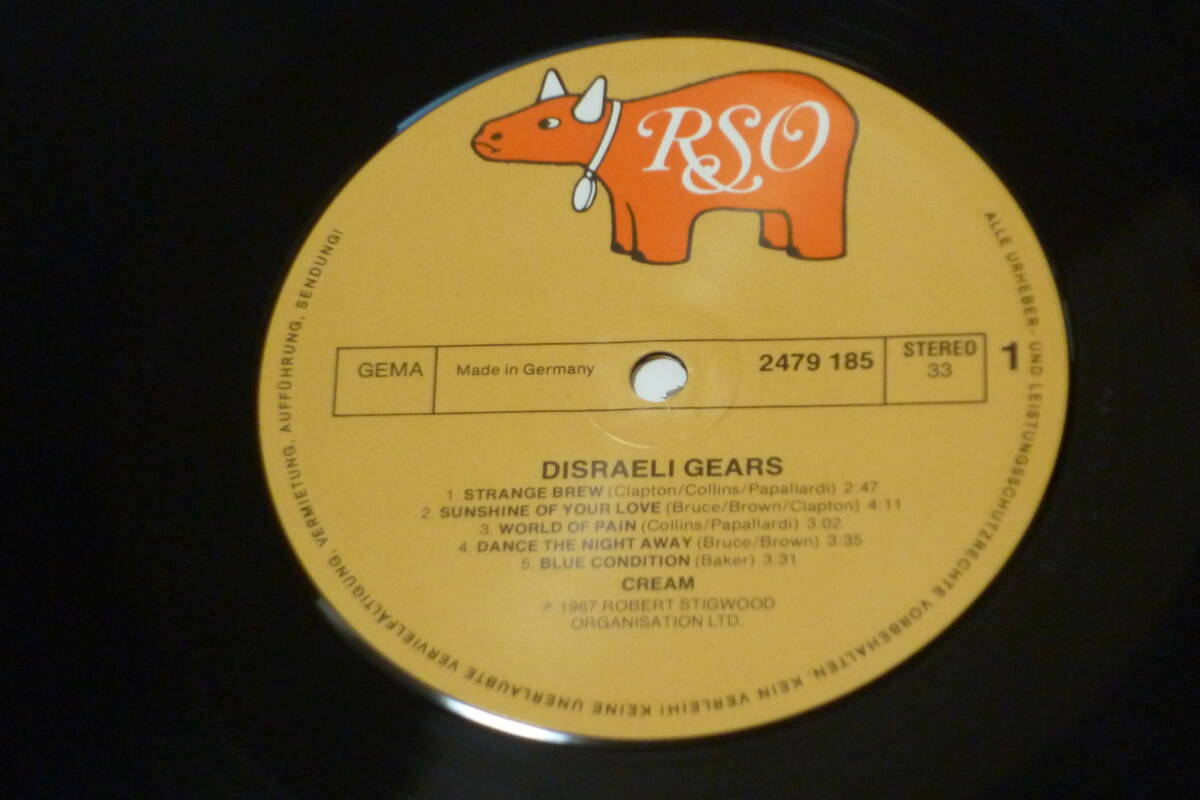 RSO
GEMA
Made in Germany
2479 185
STEREO
33
1
DISRAELI GEARS
1. STRANGE BREW (Clapton/Collins/Papallardi) 2:47
2. SUNSHINE OF YOUR LOVE (Bruce/Brown/Clapton) 4:11
3. WORLD OF PAIN (Collins/Papallardi) 3:02
4. DANCE THE NIGHT AWAY (Bruce/Brown) 3:35
5. BLUE CONDITION (Baker) 3:31
CREAM
℗ 1967 ROBERT STIGWOOD
ORGANISATION LTD.
ALLE URHEBER- UND LEISTUNGSSCHUTZRECHTE VORBEHALTEN. KEIN VERLEIH! KEINE UNERLAUBTE VERVIELFÄLTIGUNG, VERMIETUNG, AUFFÜHRUNG, SENDUNG!